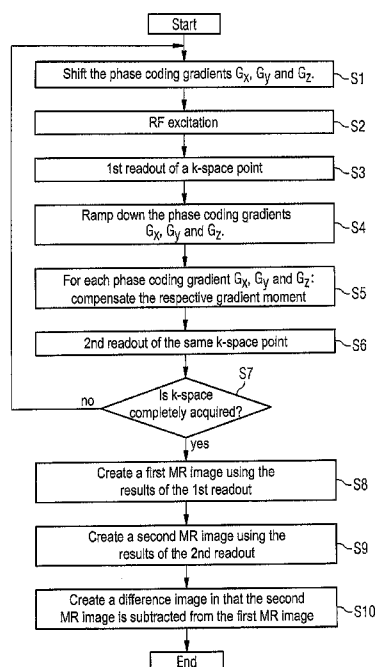 Start
Shift the phase coding gradients Gx, Gy and Gz.
S1
RF excitation
S2
1st readout of a k-space point
S3
Ramp down the phase coding gradients
Gx, Gy and Gz.
S4
For each phase coding gradient Gx, Gy and Gz:
compensate the respective gradient moment
S5
2nd readout of the same k-space point
S6
S7
Is k-space
completely acquired?
no
yes
Create a first MR image using the
results of the 1st readout
S8
Create a second MR image using the
results of the 2nd readout
S9
Create a difference image in that the second
MR image is subtracted from the first MR image
S10
End